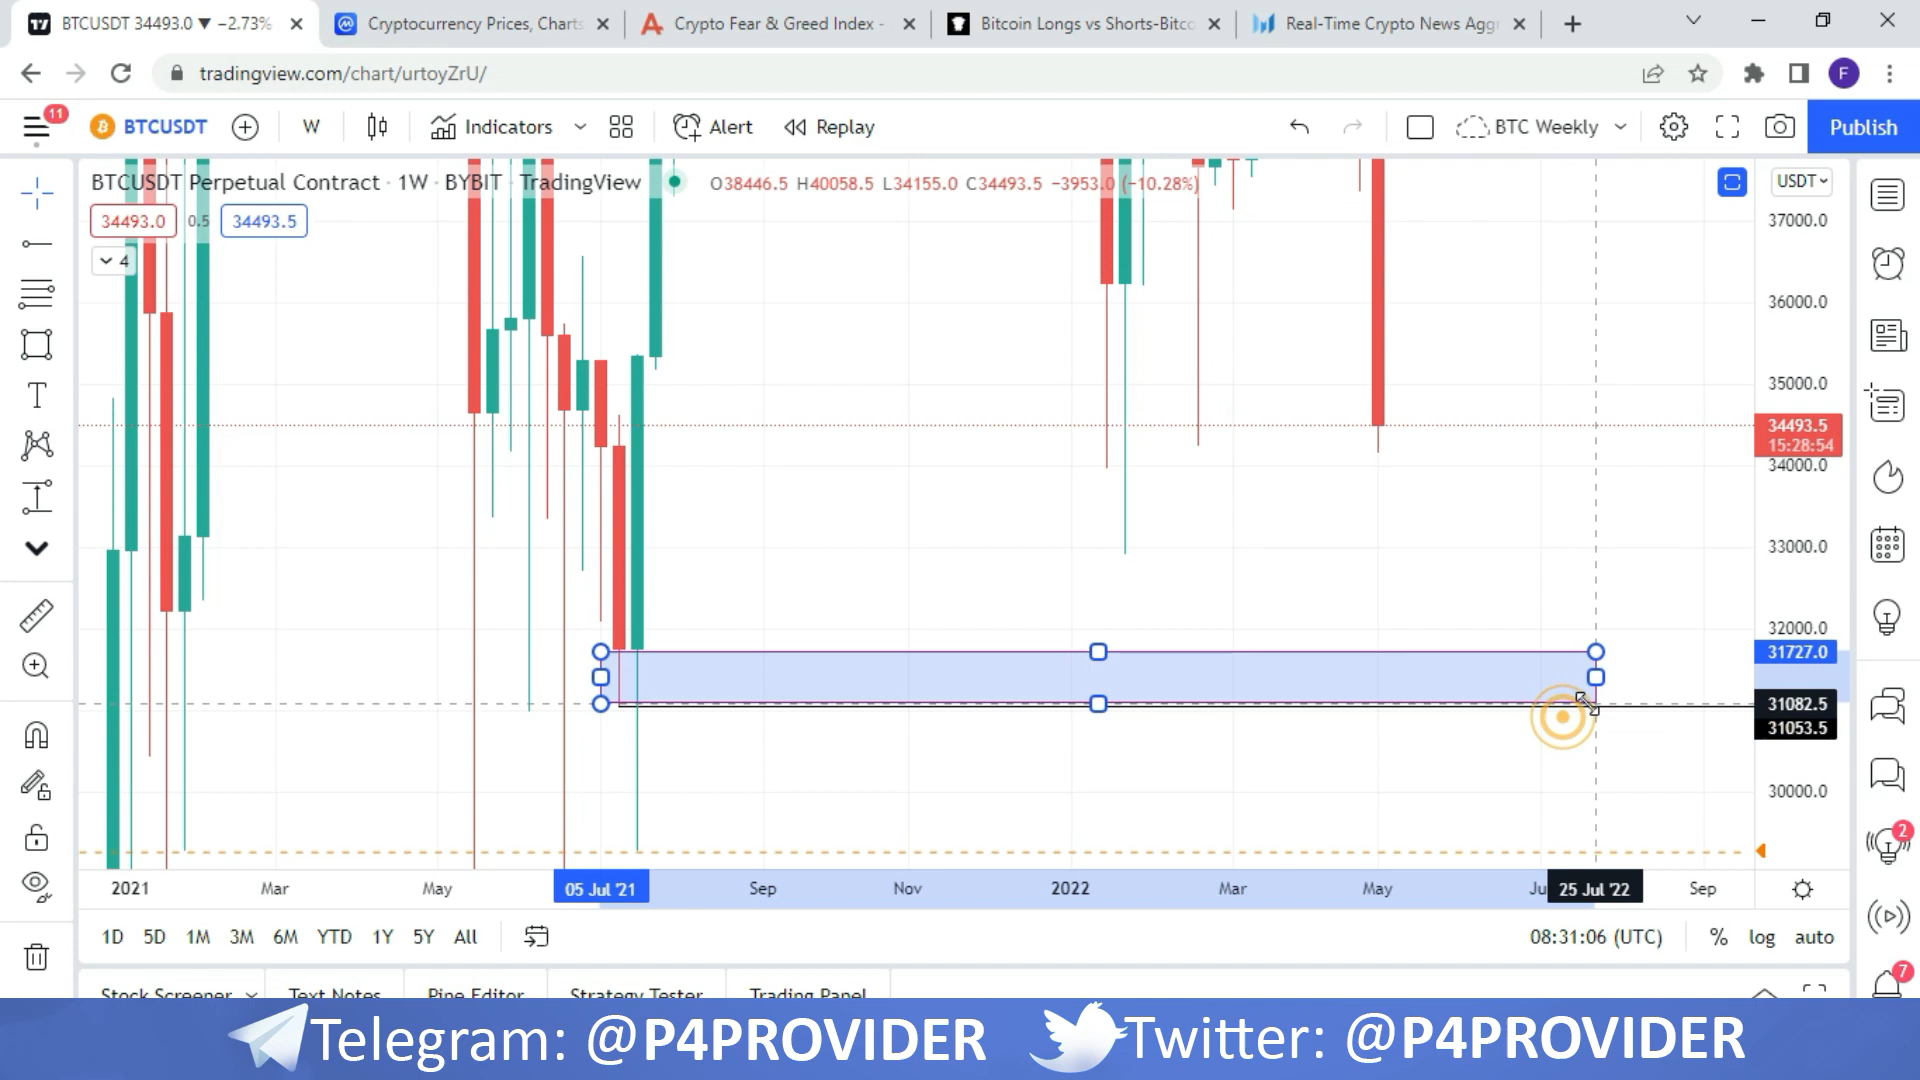 BTCUSDT 34493.0 ▼ −2.73%
Cryptocurrency Prices, Charts
Crypto Fear & Greed Index -
Bitcoin Longs vs Shorts-Bitco
Real-Time Crypto News Aggr
tradingview.com/chart/urtoyZrU/
F
11
BTCUSDT
W
Indicators
Alert
Replay
BTC Weekly
Publish
BTCUSDT Perpetual Contract · 1W · BYBIT · TradingView
O38446.5 H40058.5 L34155.0 C34493.5 −3953.0 (−10.28%)
USDT
34493.0
0.5
34493.5
4
37000.0
36000.0
35000.0
34493.5
15:28:54
34000.0
33000.0
32000.0
31727.0
31082.5
31053.5
30000.0
2021
Mar
May
05 Jul '21
Sep
Nov
2022
Mar
May
Ju
25 Jul '22
Sep
1D
5D
1M
3M
6M
YTD
1Y
5Y
All
08:31:06 (UTC)
%
log
auto
2
7
Stock Screener
Text Notes
Pine Editor
Strategy Tester
Trading Panel
Telegram: @P4PROVIDER
Twitter: @P4PROVIDER